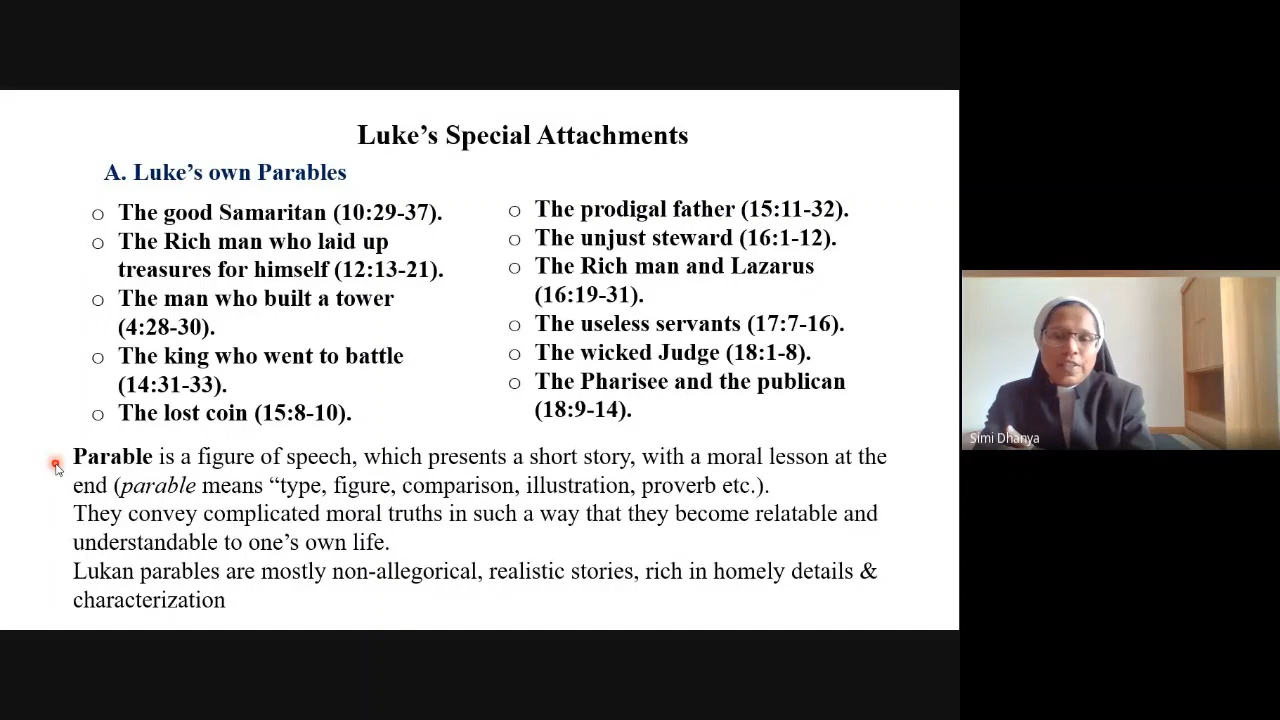 Luke's Special Attachments
A. Luke's own Parables
○ The good Samaritan (10:29-37).
○ The Rich man who laid up
treasures for himself (12:13-21).
○ The man who built a tower
(4:28-30).
○ The king who went to battle
(14:31-33).
○ The lost coin (15:8-10).
○ The prodigal father (15:11-32).
○ The unjust steward (16:1-12).
○ The Rich man and Lazarus
(16:19-31).
○ The useless servants (17:7-16).
○ The wicked Judge (18:1-8).
○ The Pharisee and the publican
(18:9-14).
Parable is a figure of speech, which presents a short story, with a moral lesson at the
end (parable means “type, figure, comparison, illustration, proverb etc.).
They convey complicated moral truths in such a way that they become relatable and
understandable to one's own life.
Lukan parables are mostly non-allegorical, realistic stories, rich in homely details &
characterization
Simi Dhanya